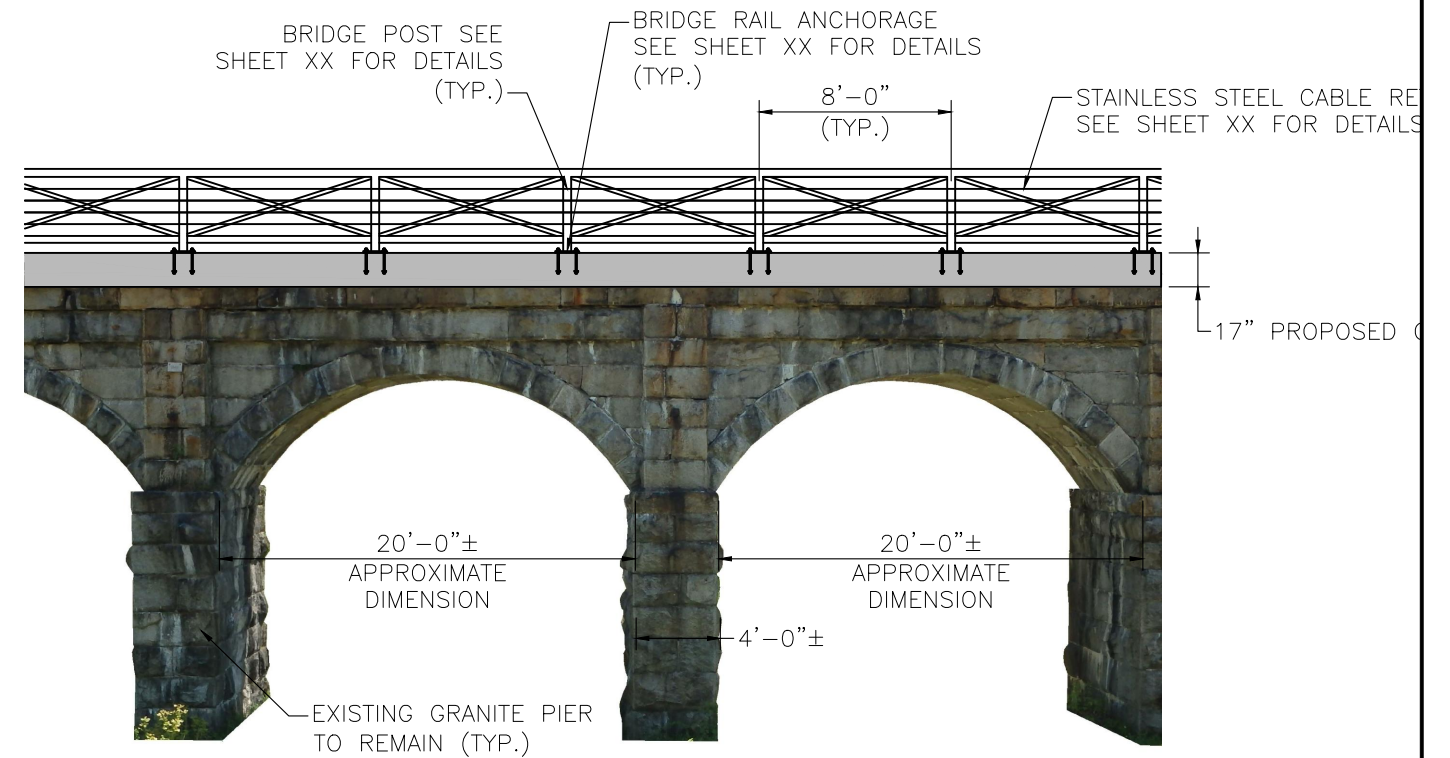 BRIDGE POST SEE
SHEET XX FOR DETAILS
(TYP.)
BRIDGE RAIL ANCHORAGE
SEE SHEET XX FOR DETAILS
(TYP.)
8'-0"
(TYP.)
STAINLESS STEEL CABLE RE
SEE SHEET XX FOR DETAILS
17" PROPOSED
20'-0"±
APPROXIMATE
DIMENSION
20'-0"±
APPROXIMATE
DIMENSION
4'-0"±
EXISTING GRANITE PIER
TO REMAIN (TYP.)